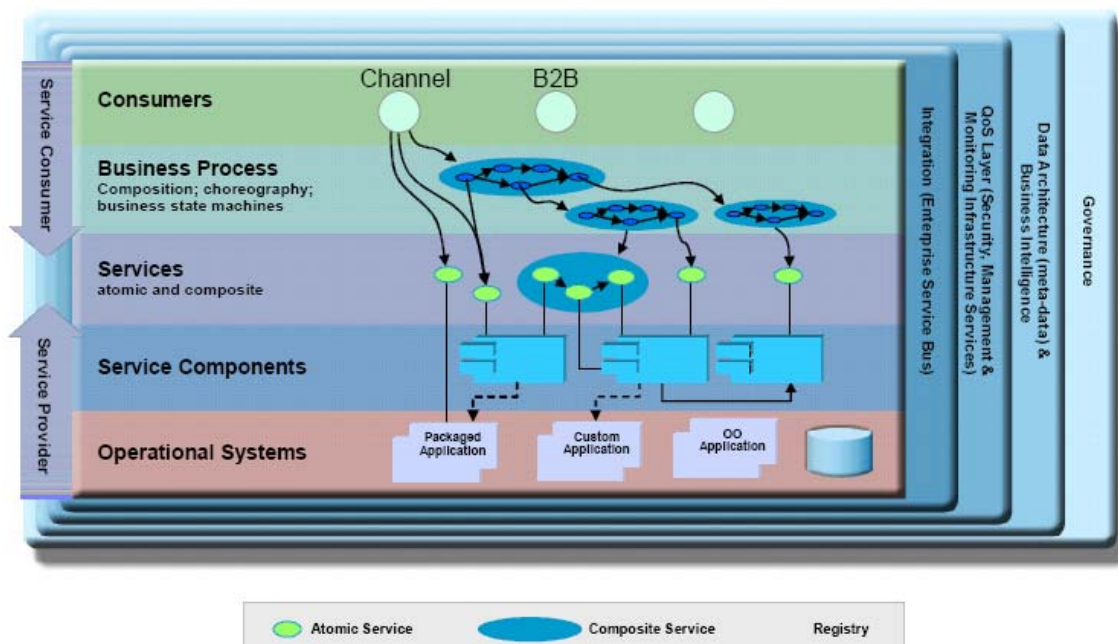 Channel
B2B
Consumers
Business Process
Composition; choreography;
business state machines
Services
atomic and composite
Service Components
Operational Systems
Packaged
Application
Custom
Application
OO
Application
Service Consumer
Service Provider
Integration (Enterprise Service Bus)
QoS Layer (Security, Management &
Monitoring Infrastructure Services)
Data Architecture (meta-data) &
Business Intelligence
Governance
Atomic Service
Composite Service
Registry